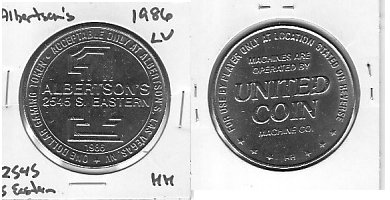 Albertson's 1986
LV
ACCEPTABLE ONLY AT ALBERTSON'S, LAS VEGAS, NV
ONE DOLLAR GAMING TOKEN
1
ALBERTSON'S
2545 S. EASTERN
1986
2545
S Eastern
HM
FOR USE BY PLAYER ONLY AT LOCATION STATED ON REVERSE
MACHINES ARE
OPERATED BY
UNITED
COIN
MACHINE CO.